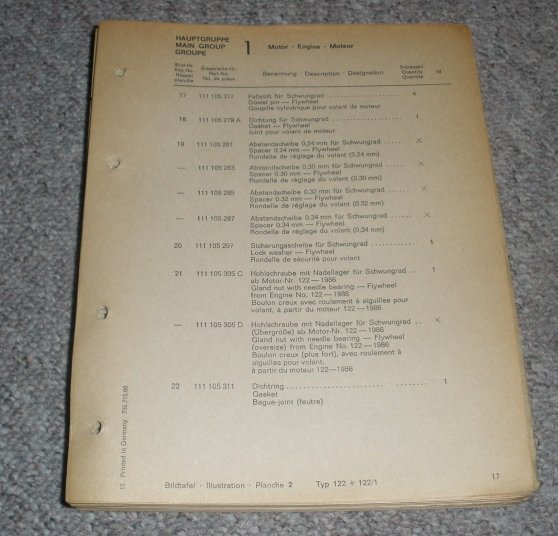 HAUPTGRUPPE
MAIN GROUP
GROUPE
1
Motor · Engine · Moteur
Bild-Nr. Ersatzteile-Nr. Benennung · Description · Désignation Stückzahl M
Key No. Part No. Quantity
Repport No. de pièce Quantité
planche
17 111 105 277 Paßstift für Schwungrad 4
Dowel pin — Flywheel
Goupille cylindrique pour volant de moteur
18 111 105 279 A Dichtung für Schwungrad 1
Gasket — Flywheel
Joint pour volant de moteur
19 111 105 281 Abstandscheibe 0,24 mm für Schwungrad ...... ×
Spacer 0.24 mm — Flywheel
Rondelle de réglage du volant (0,24 mm)
— 111 105 283 Abstandscheibe 0,30 mm für Schwungrad ...... ×
Spacer 0.30 mm — Flywheel
Rondelle de réglage du volant (0,30 mm)
— 111 105 285 Abstandscheibe 0,32 mm für Schwungrad ...... ×
Spacer 0.32 mm — Flywheel
Rondelle de réglage du volant (0,32 mm)
— 111 105 287 Abstandscheibe 0,34 mm für Schwungrad ...... ×
Spacer 0.34 mm — Flywheel
Rondelle de réglage du volant (0,34 mm)
20 111 105 297 Sicherungsscheibe für Schwungrad ............ 1
Lock washer — Flywheel
Rondelle de sécurité pour volant
21 111 105 305 C Hohlschraube mit Nadellager für Schwungrad .. 1
ab Motor-Nr. 122—1986
Gland nut with needle bearing — Flywheel
from Engine No. 122—1986
Boulon creux avec roulement à aiguilles pour
volant, à partir du moteur 122—1986
— 111 105 305 D Hohlschraube mit Nadellager für Schwungrad .. ×
(Übergröße) ab Motor-Nr. 122—1986
Gland nut with needle bearing — Flywheel
(oversize) from Engine No. 122—1986
Boulon creux (plus fort), avec roulement à
aiguilles pour volant,
à partir du moteur 122—1986
22 111 105 311 Dichtring 1
Gasket
Bague-joint (feutre)
15 Printed in Germany 735.715.80
Bildtafel · Illustration · Planche 2 Typ 122 + 122/1
17